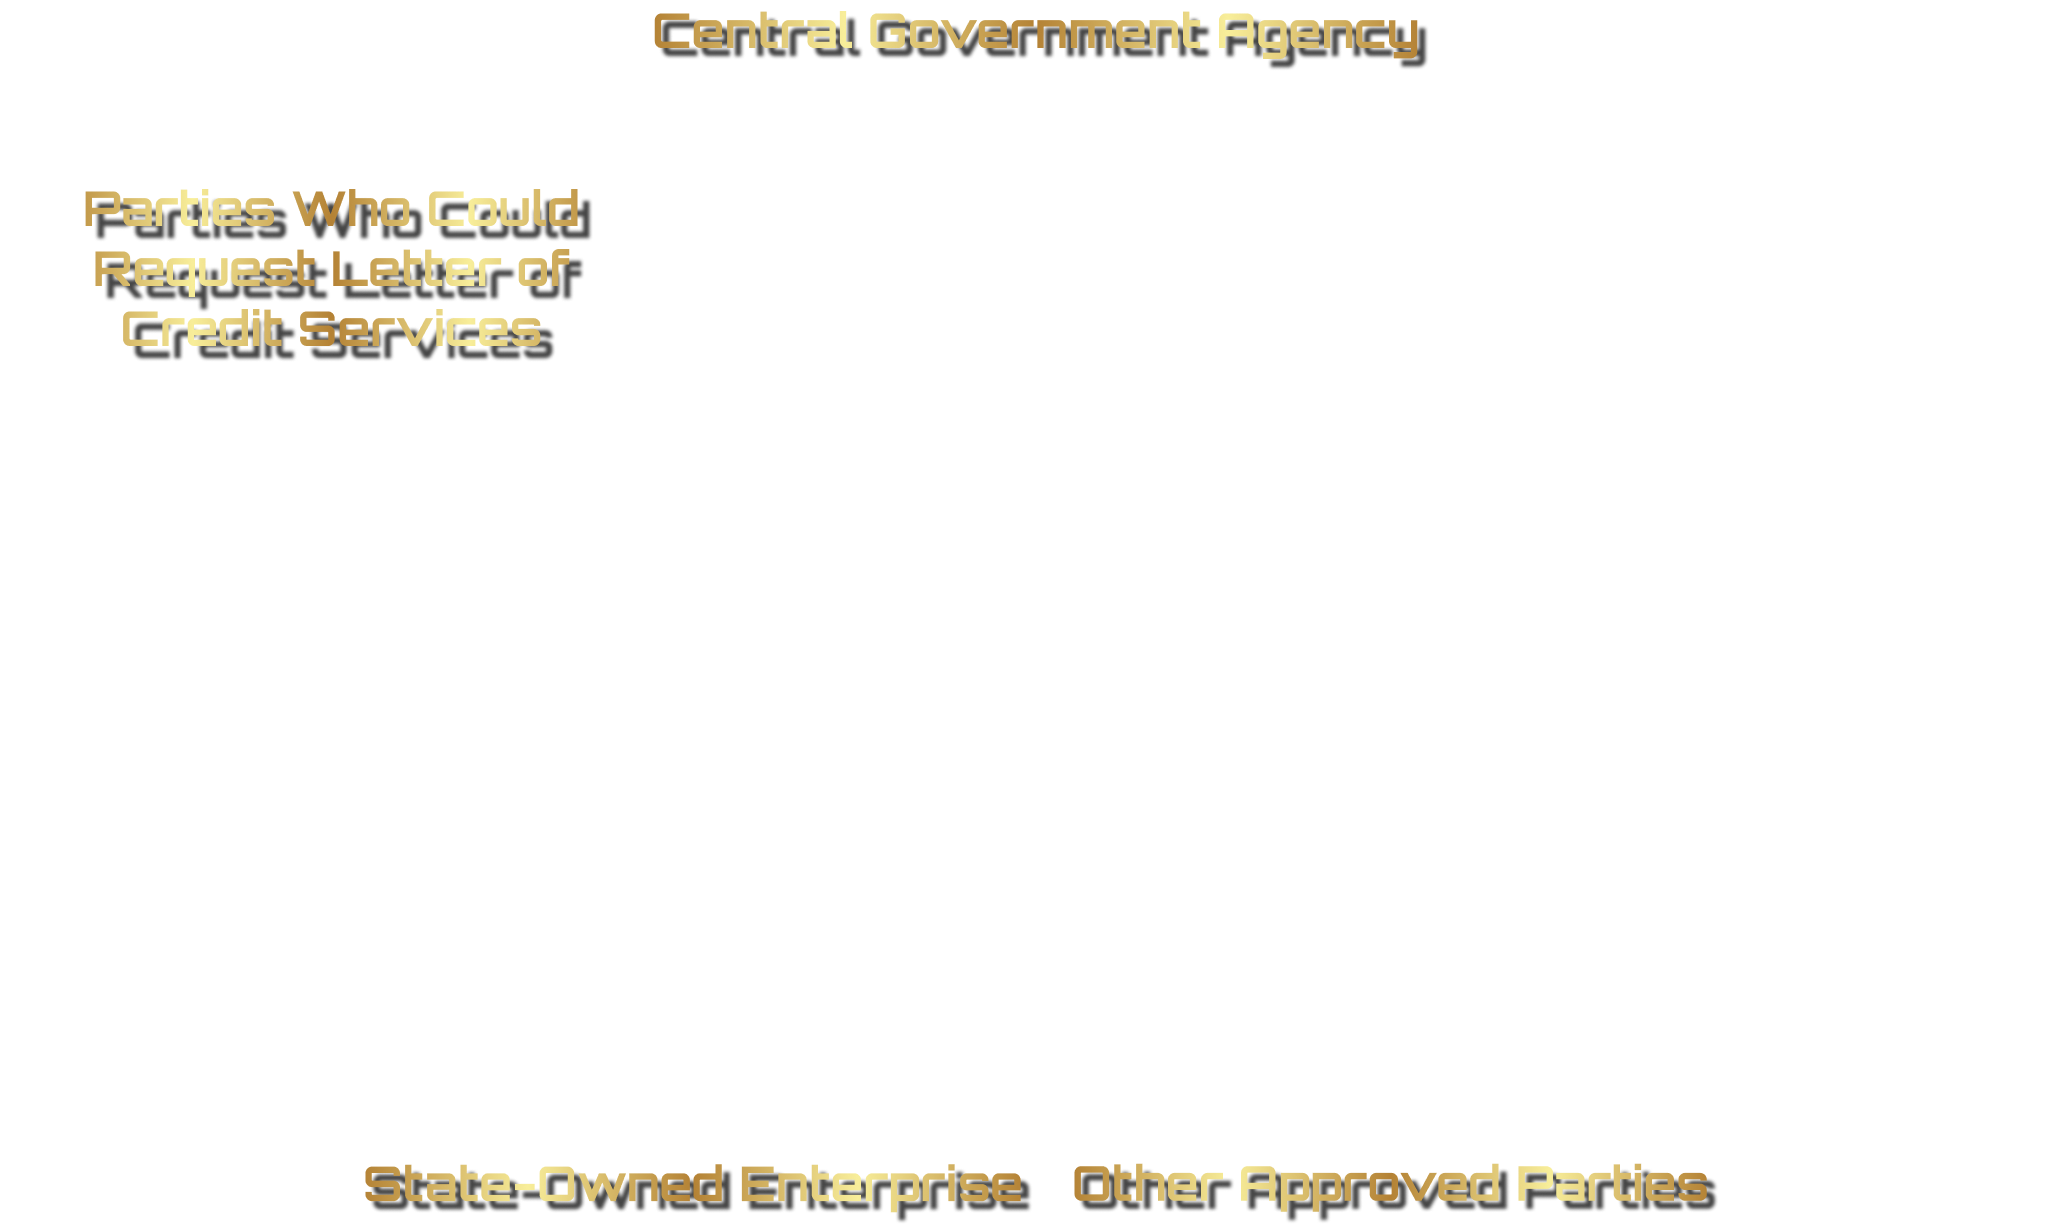 Central Government Agency
Parties Who Could
Request Letter of
Credit Services
State-Owned Enterprise
Other Approved Parties